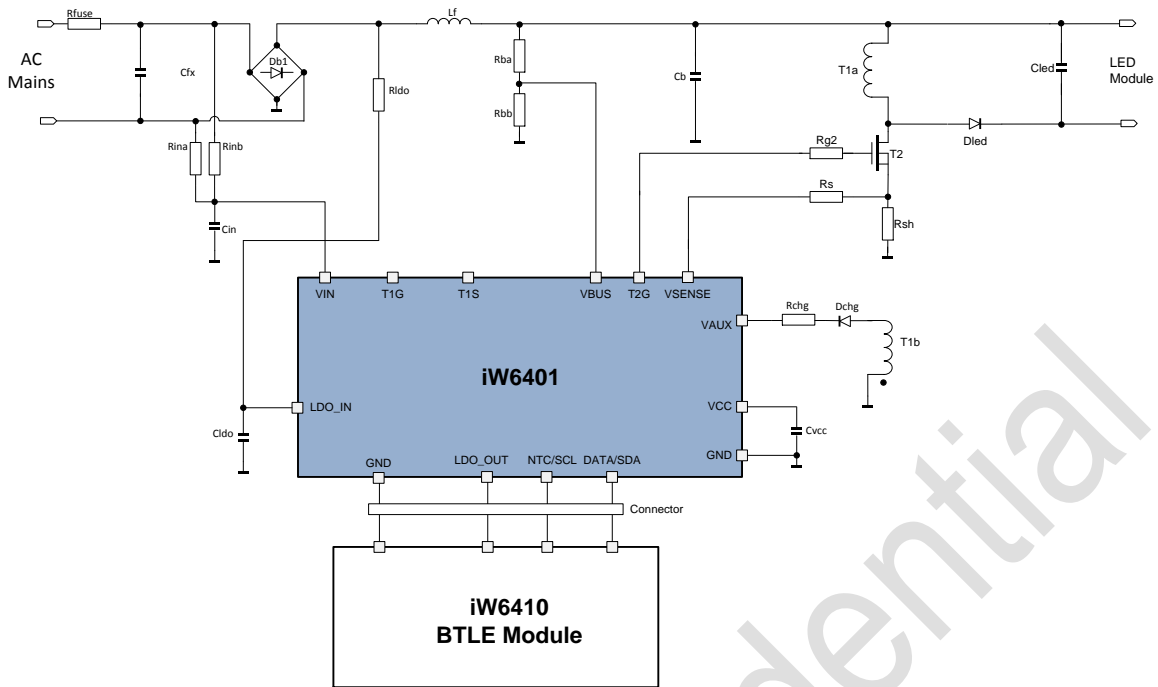 Rfuse
Lf
AC
Mains
Cfx
Db1
Rldo
Rba
Rbb
Cb
T1a
Cled
LED
Module
Rina
Rinb
Rg2
T2
Dled
Rs
Rsh
Cin
VIN
T1G
T1S
VBUS
T2G
VSENSE
VAUX
Rchg
Dchg
T1b
iW6401
LDO_IN
VCC
Cvcc
Cldo
GND
GND
LDO_OUT
NTC/SCL
DATA/SDA
Connector
iW6410
BTLE Module